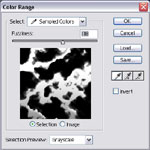 Color Range
Select: Sampled Colors
OK
Cancel
Fuzziness:
Load...
Save...
Invert
Selection Image
Selection Preview: Grayscale